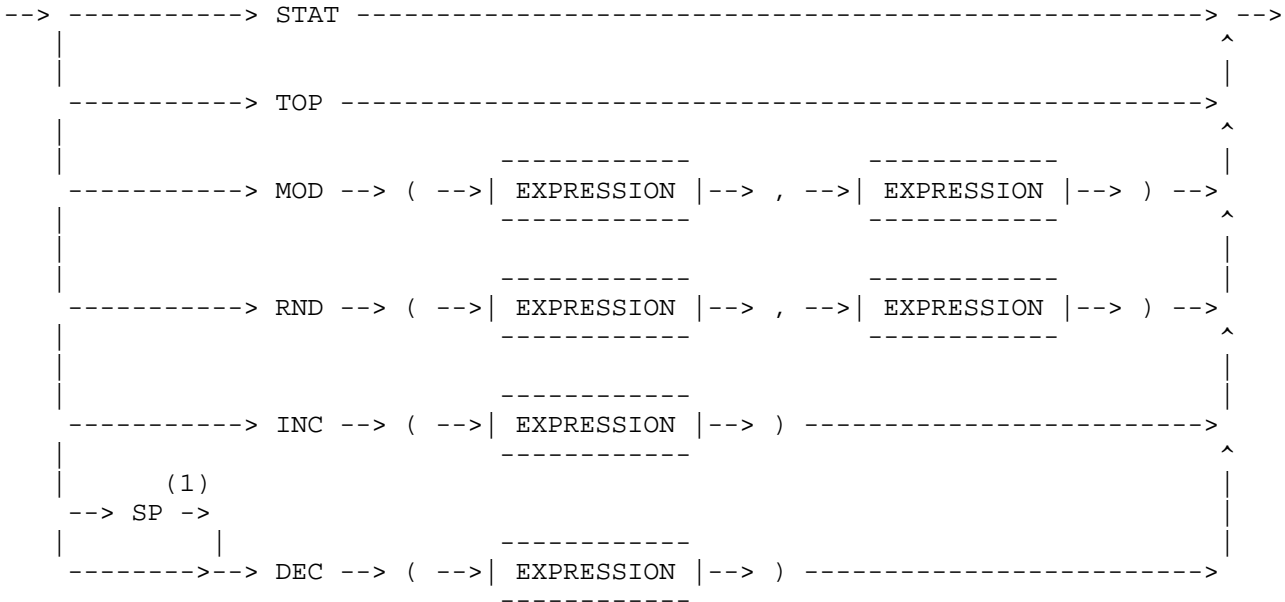 --> -----------> STAT -----------------------------------------------------> -->
-----------> TOP ------------------------------------------------------>
-----------> MOD --> ( -->| EXPRESSION |--> , -->| EXPRESSION |--> ) -->
-----------> RND --> ( -->| EXPRESSION |--> , -->| EXPRESSION |--> ) -->
-----------> INC --> ( -->| EXPRESSION |--> ) ------------------------->
(1)
--> SP ->
-------->--> DEC --> ( -->| EXPRESSION |--> ) ------------------------->